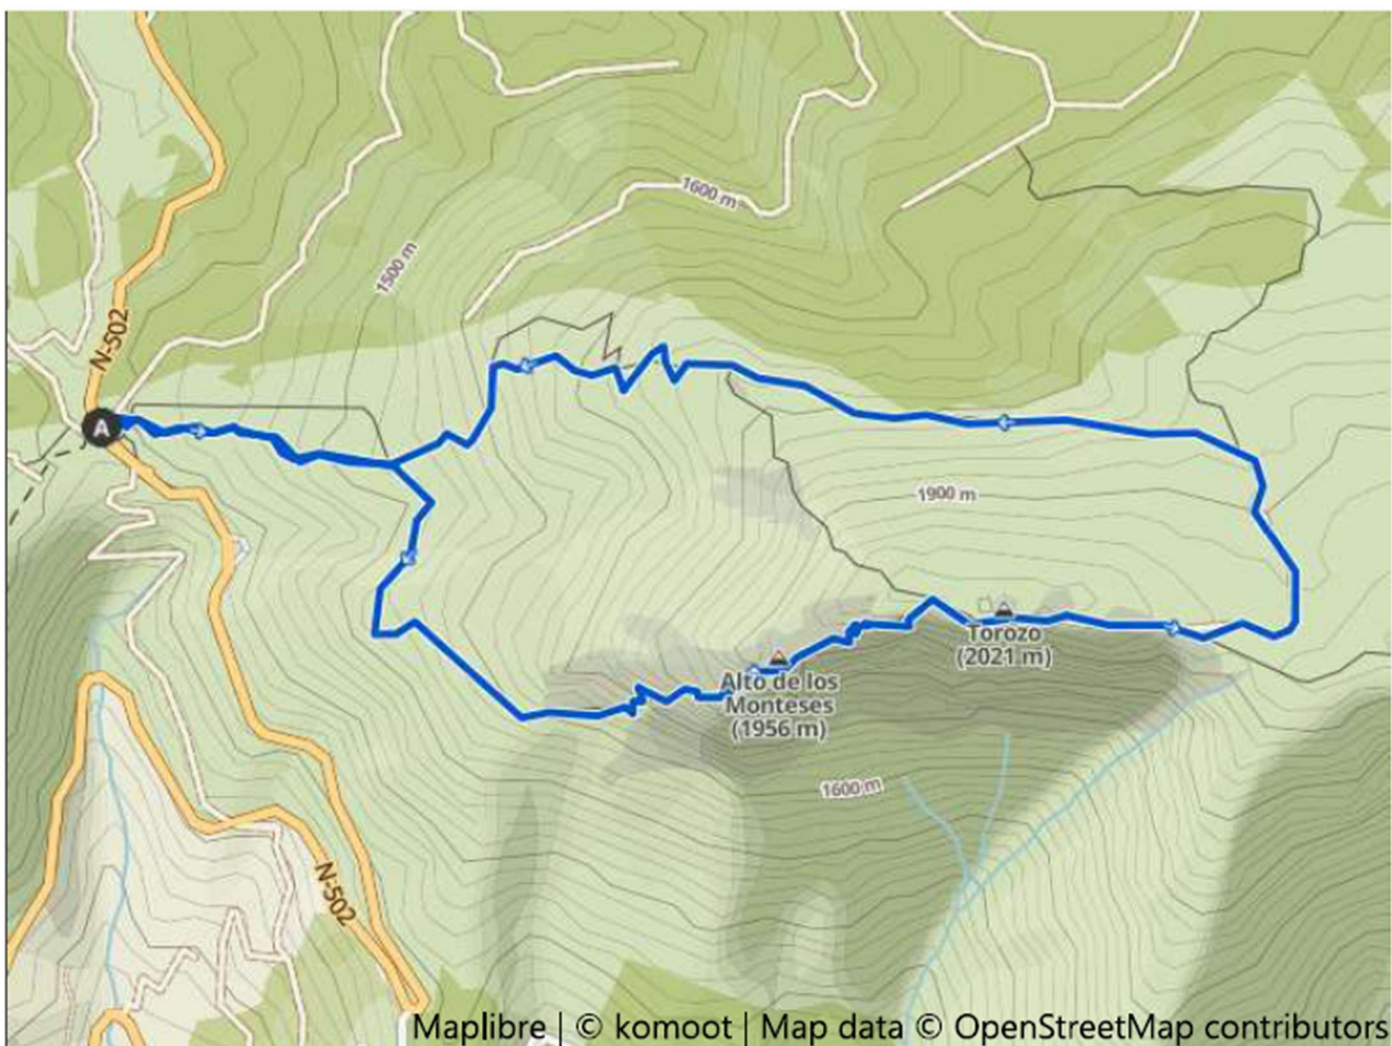 1600 m
1500 m
N-502
A
1900 m
Torozo
(2021 m)
Alto de los
Monteses
(1956 m)
1600 m
N-502
Maplibre | © komoot | Map data © OpenStreetMap contributors